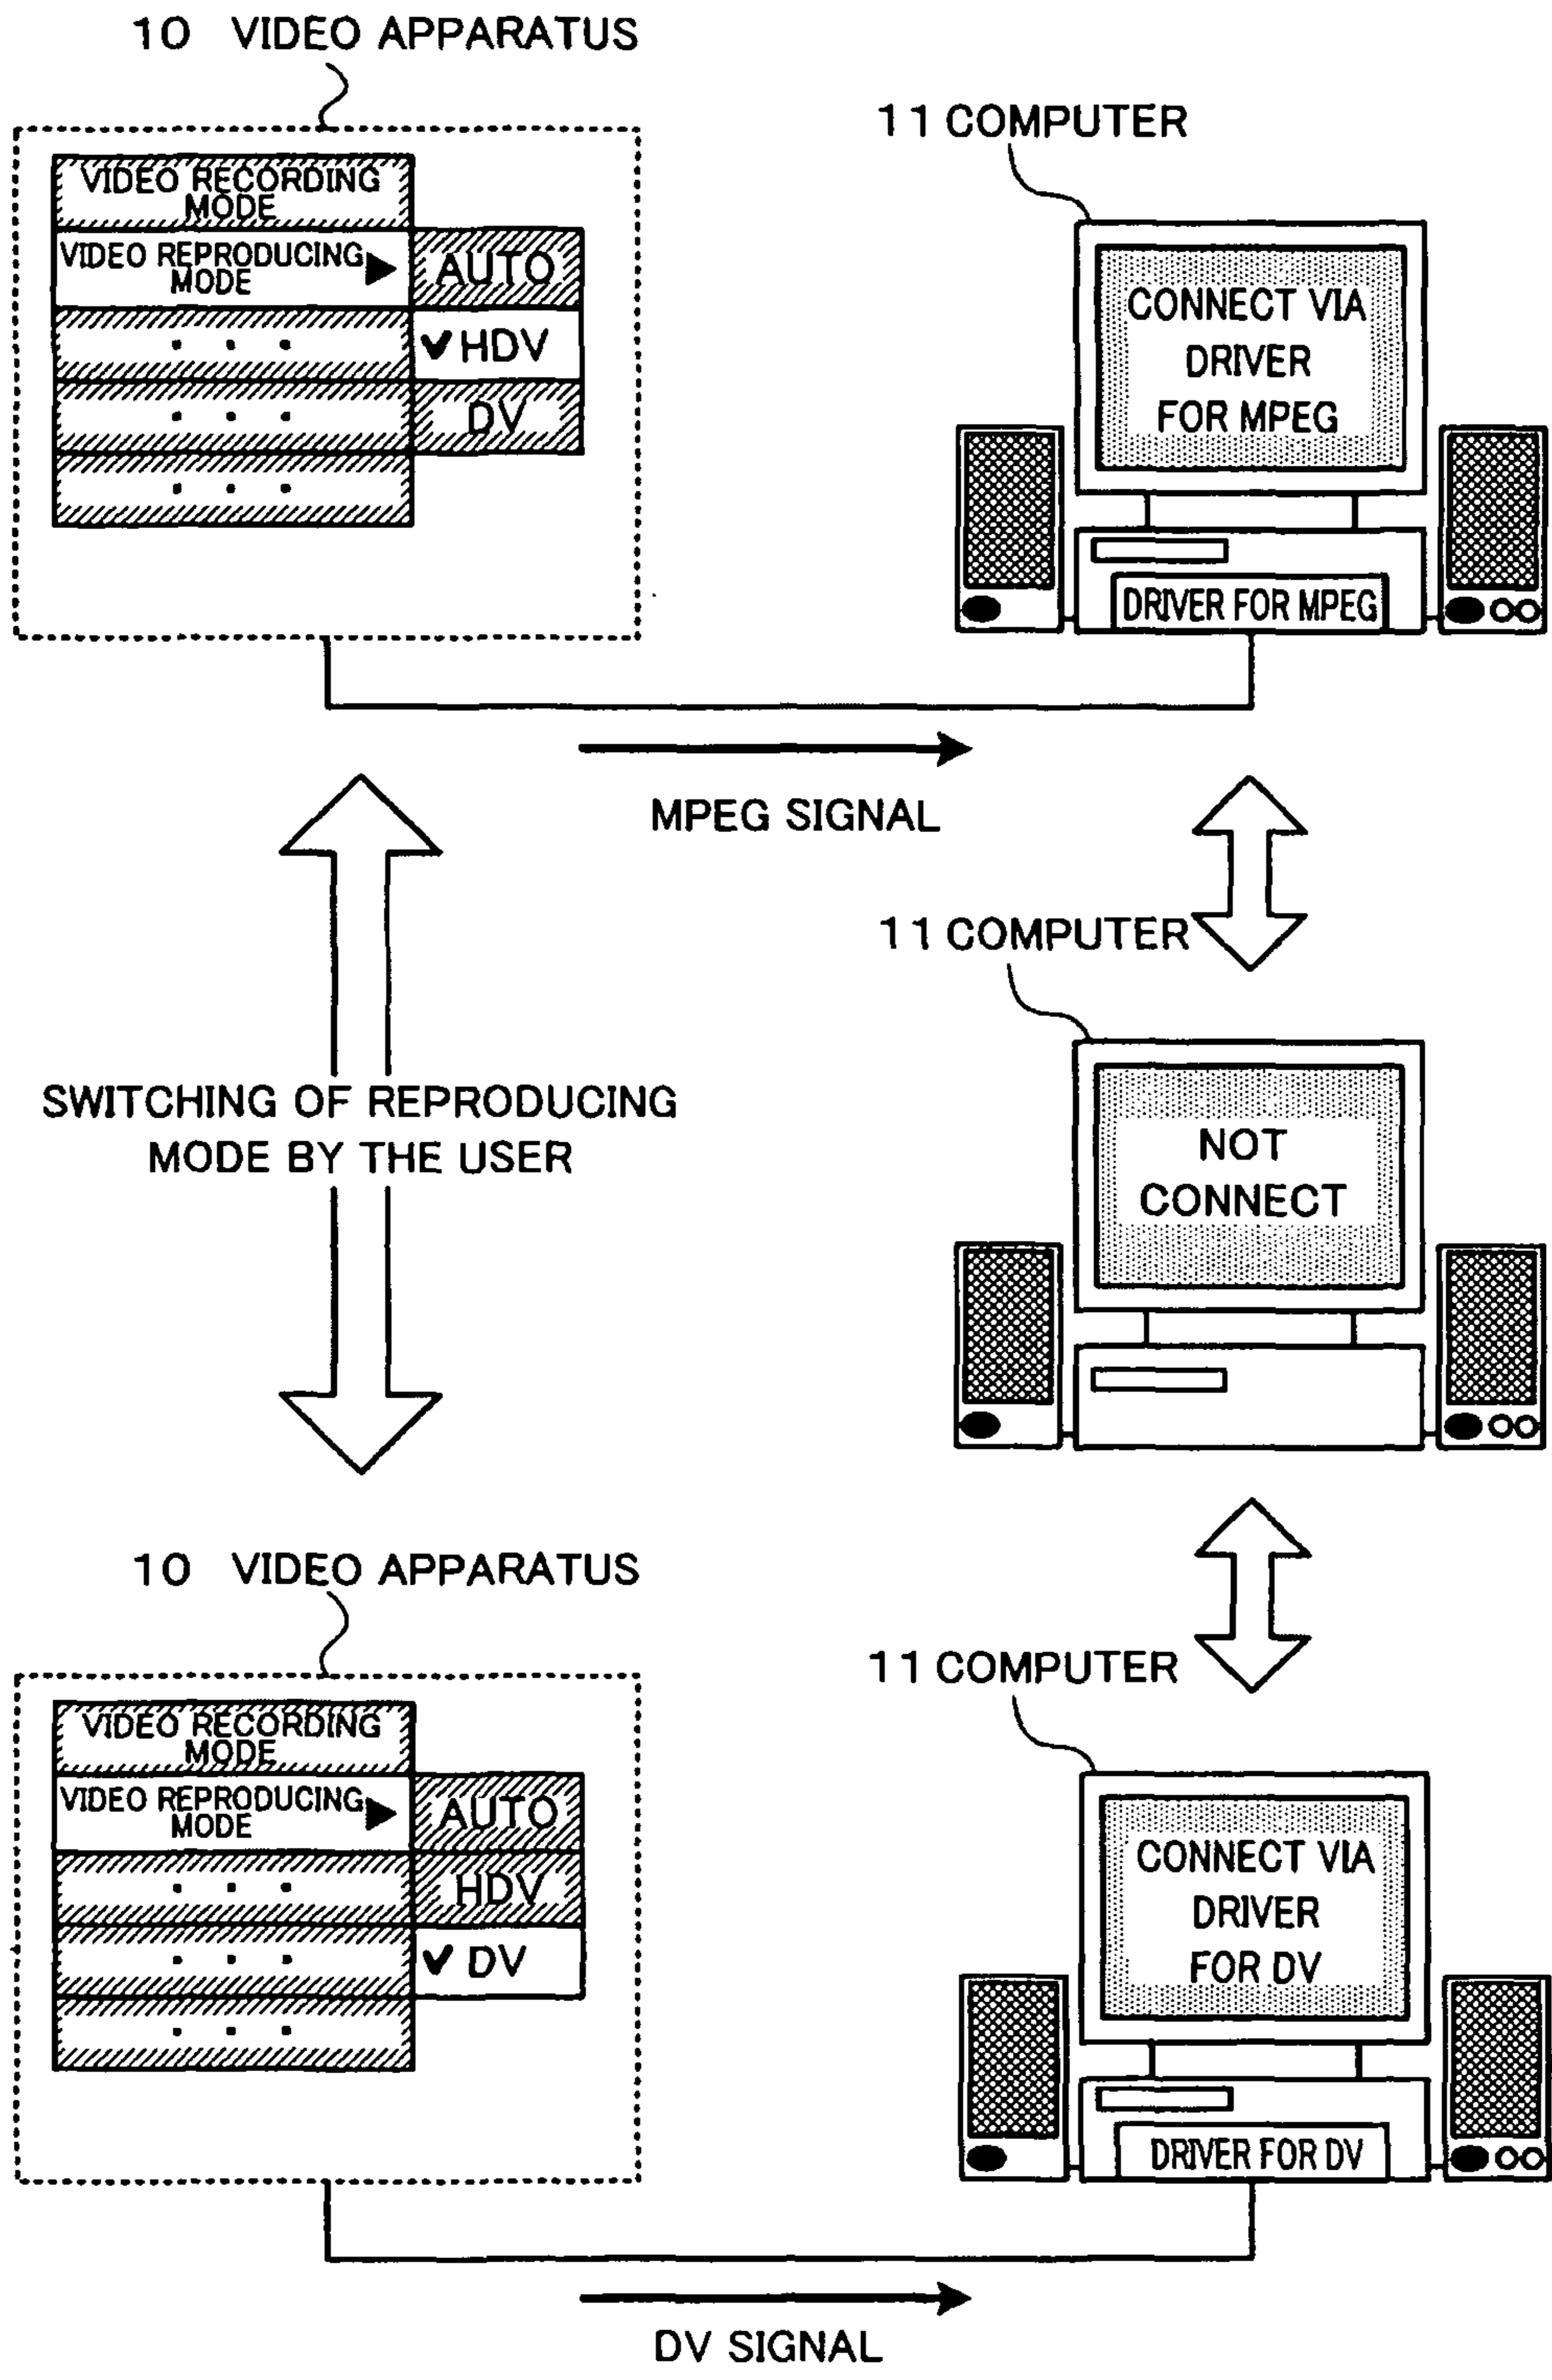 10 VIDEO APPARATUS
11 COMPUTER
VIDEO RECORDING
MODE
VIDEO REPRODUCING
MODE
AUTO
✔ HDV
DV
. . .
. . .
. . .
CONNECT VIA
DRIVER
FOR MPEG
DRIVER FOR MPEG
MPEG SIGNAL
SWITCHING OF REPRODUCING
MODE BY THE USER
11 COMPUTER
NOT
CONNECT
10 VIDEO APPARATUS
11 COMPUTER
VIDEO RECORDING
MODE
VIDEO REPRODUCING
MODE
AUTO
HDV
✔ DV
. . .
. . .
. . .
CONNECT VIA
DRIVER
FOR DV
DRIVER FOR DV
DV SIGNAL